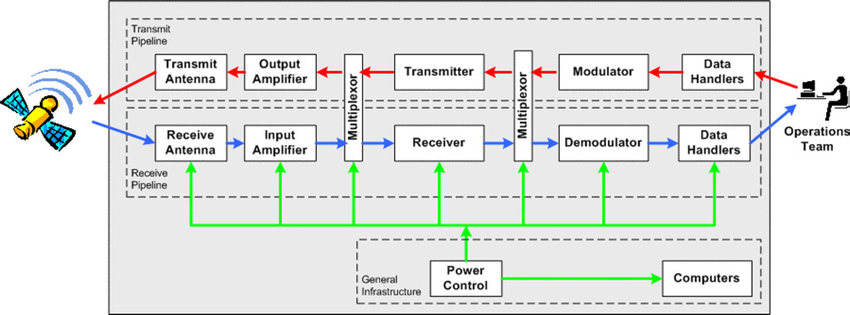 Transmit
Pipeline
Transmit
Antenna
Output
Amplifier
Multiplexor
Transmitter
Multiplexor
Modulator
Data
Handlers
Receive
Antenna
Input
Amplifier
Receiver
Demodulator
Data
Handlers
Operations
Team
Receive
Pipeline
General
Infrastructure
Power
Control
Computers